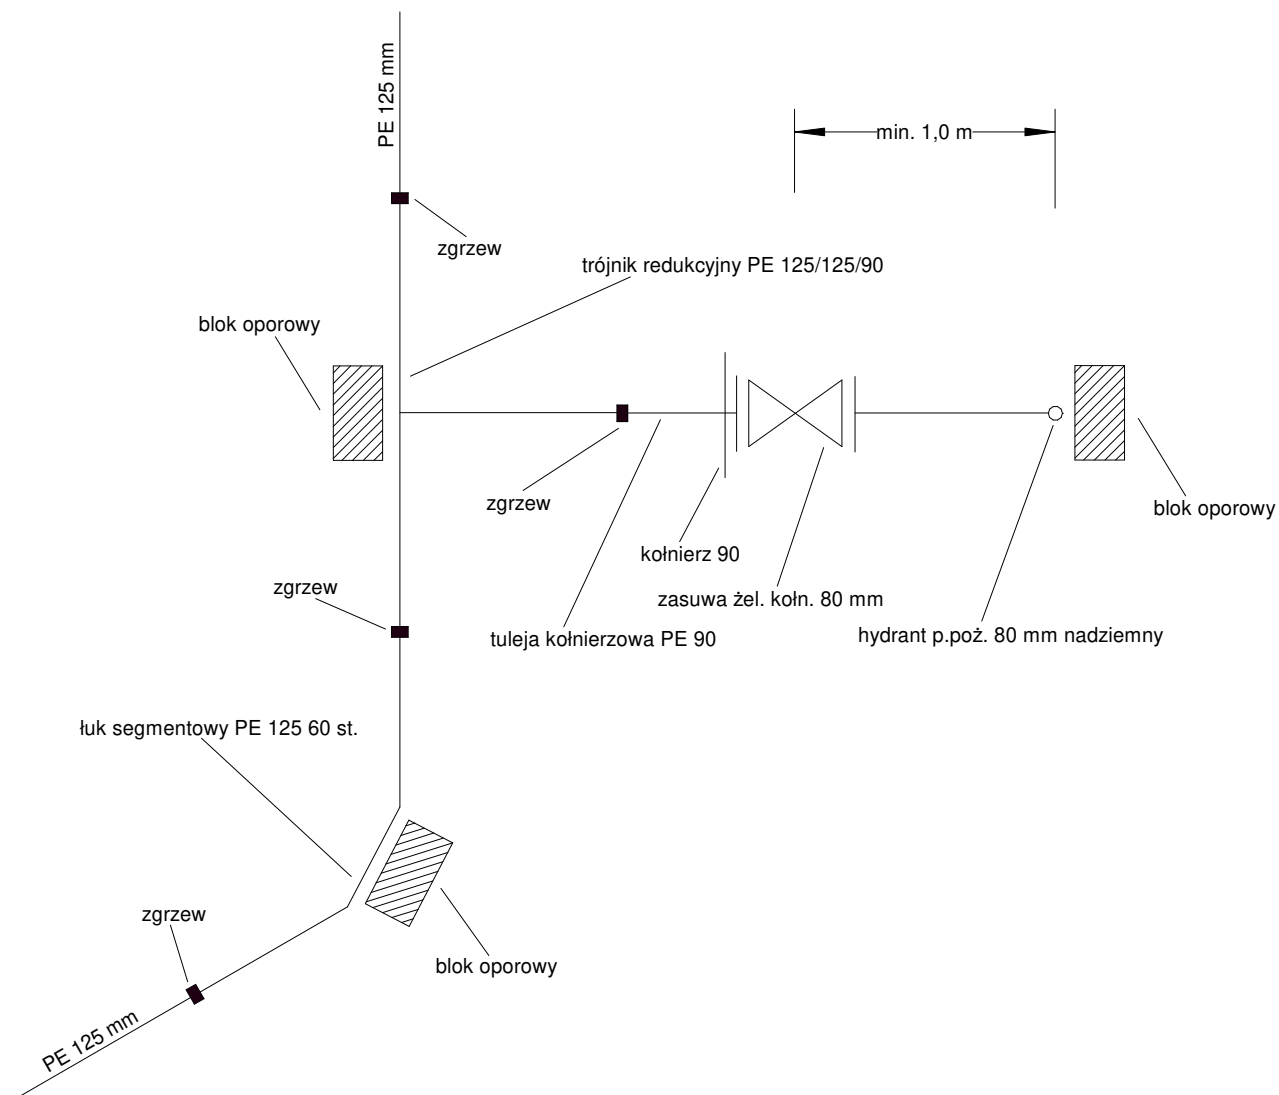 PE 125 mm
min. 1,0 m
zgrzew
trójnik redukcyjny PE 125/125/90
blok oporowy
zgrzew
blok oporowy
kołnierz 90
zgrzew
zasuwa żel. kołn. 80 mm
tuleja kołnierzowa PE 90
hydrant p.poż. 80 mm nadziemny
łuk segmentowy PE 125 60 st.
zgrzew
blok oporowy
PE 125 mm